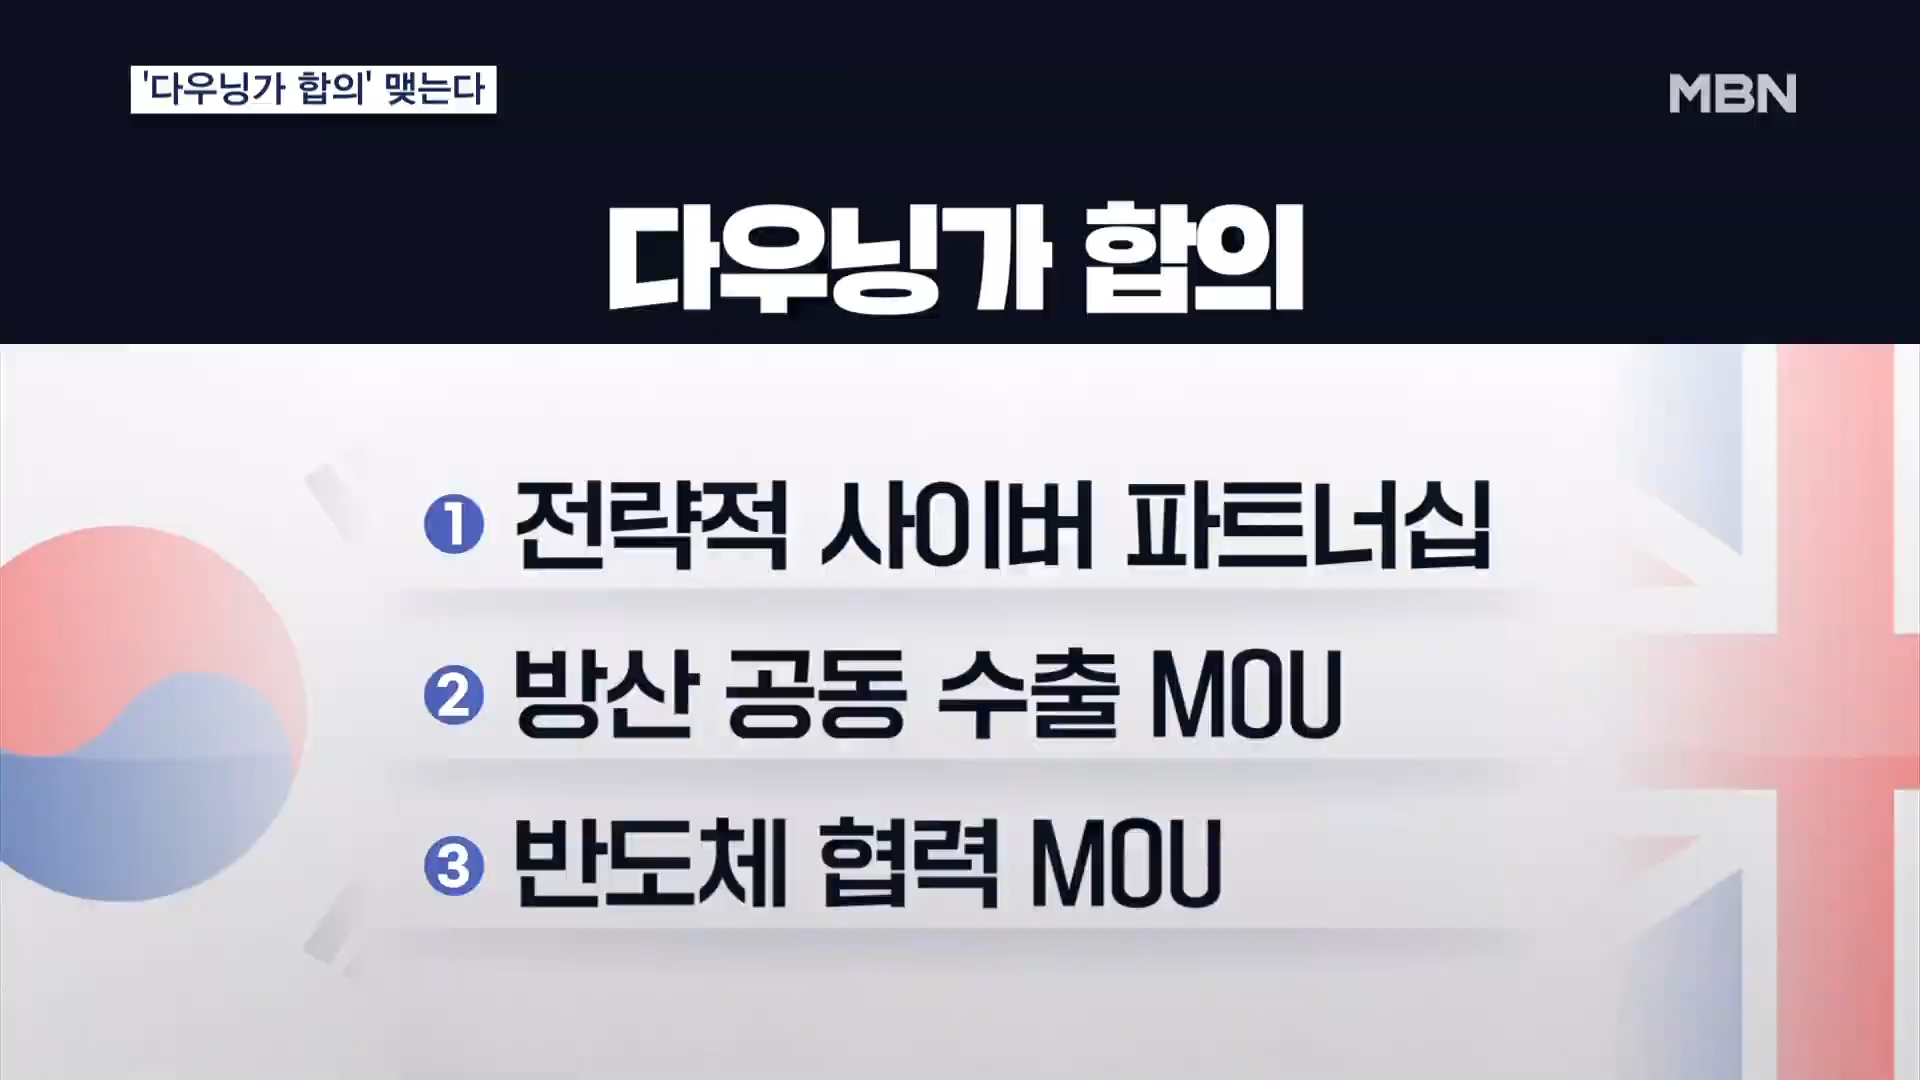 '다우닝가 합의' 맺는다
MBN
다우닝가 합의
1 전략적 사이버 파트너십
2 방산 공동 수출 MOU
3 반도체 협력 MOU